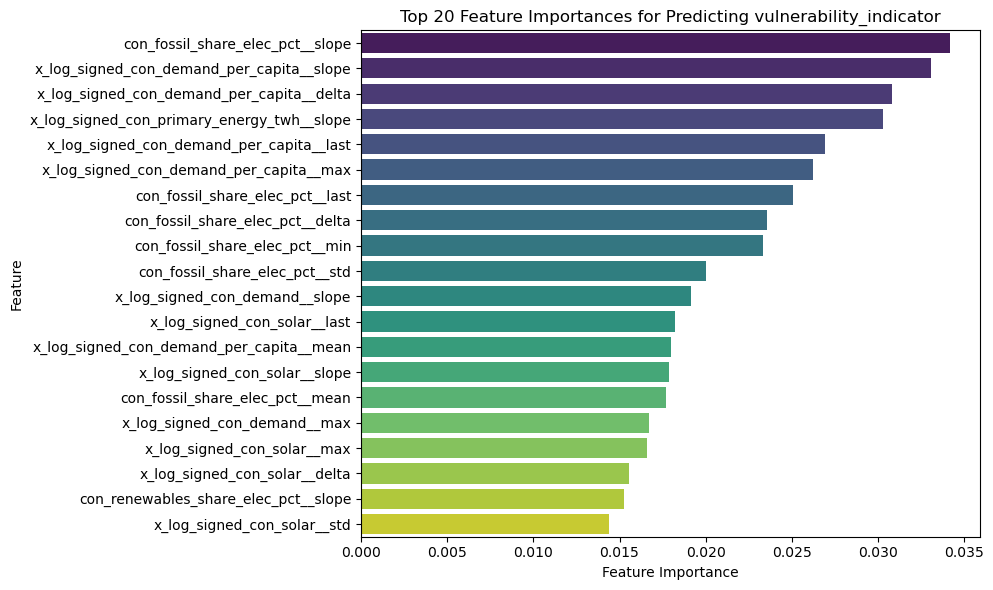 Top 20 Feature Importances for Predicting vulnerability_indicator
Feature
con_fossil_share_elec_pct__slope
x_log_signed_con_demand_per_capita__slope
x_log_signed_con_demand_per_capita__delta
x_log_signed_con_primary_energy_twh__slope
x_log_signed_con_demand_per_capita__last
x_log_signed_con_demand_per_capita__max
con_fossil_share_elec_pct__last
con_fossil_share_elec_pct__delta
con_fossil_share_elec_pct__min
con_fossil_share_elec_pct__std
x_log_signed_con_demand__slope
x_log_signed_con_solar__last
x_log_signed_con_demand_per_capita__mean
x_log_signed_con_solar__slope
con_fossil_share_elec_pct__mean
x_log_signed_con_demand__max
x_log_signed_con_solar__max
x_log_signed_con_solar__delta
con_renewables_share_elec_pct__slope
x_log_signed_con_solar__std
0.000 0.005 0.010 0.015 0.020 0.025 0.030 0.035
Feature Importance